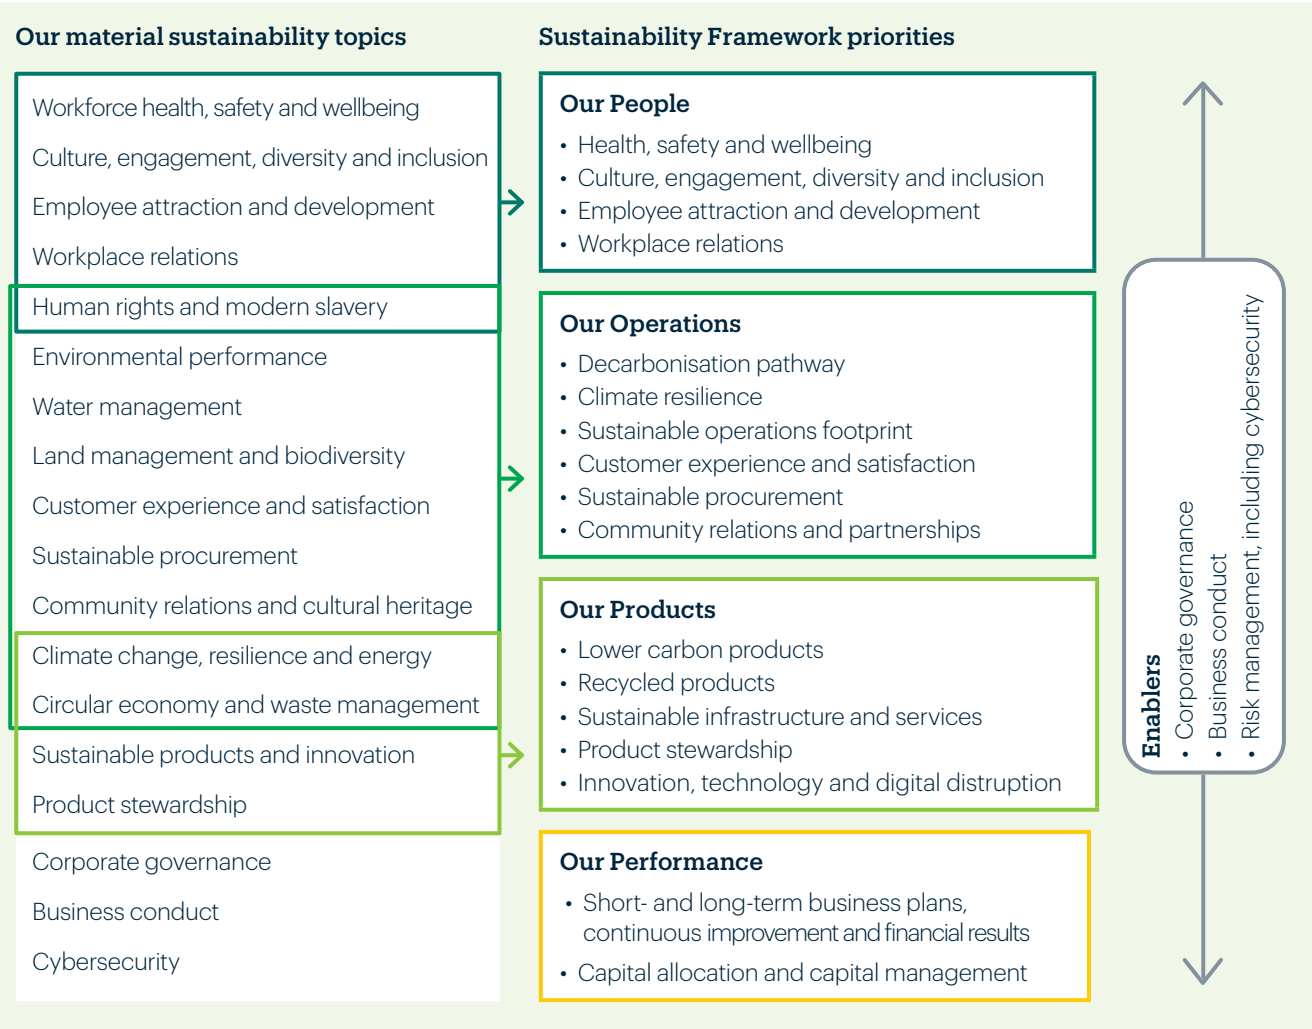 Our material sustainability topics
Workforce health, safety and wellbeing
Culture, engagement, diversity and inclusion
Employee attraction and development
Workplace relations
Human rights and modern slavery
Environmental performance
Water management
Land management and biodiversity
Customer experience and satisfaction
Sustainable procurement
Community relations and cultural heritage
Climate change, resilience and energy
Circular economy and waste management
Sustainable products and innovation
Product stewardship
Corporate governance
Business conduct
Cybersecurity
Sustainability Framework priorities
Our People
• Health, safety and wellbeing
• Culture, engagement, diversity and inclusion
• Employee attraction and development
• Workplace relations
Our Operations
• Decarbonisation pathway
• Climate resilience
• Sustainable operations footprint
• Customer experience and satisfaction
• Sustainable procurement
• Community relations and partnerships
Our Products
• Lower carbon products
• Recycled products
• Sustainable infrastructure and services
• Product stewardship
• Innovation, technology and digital distruption
Our Performance
• Short- and long-term business plans,
continuous improvement and financial results
• Capital allocation and capital management
Enablers
• Corporate governance
• Business conduct
• Risk management, including cybersecurity